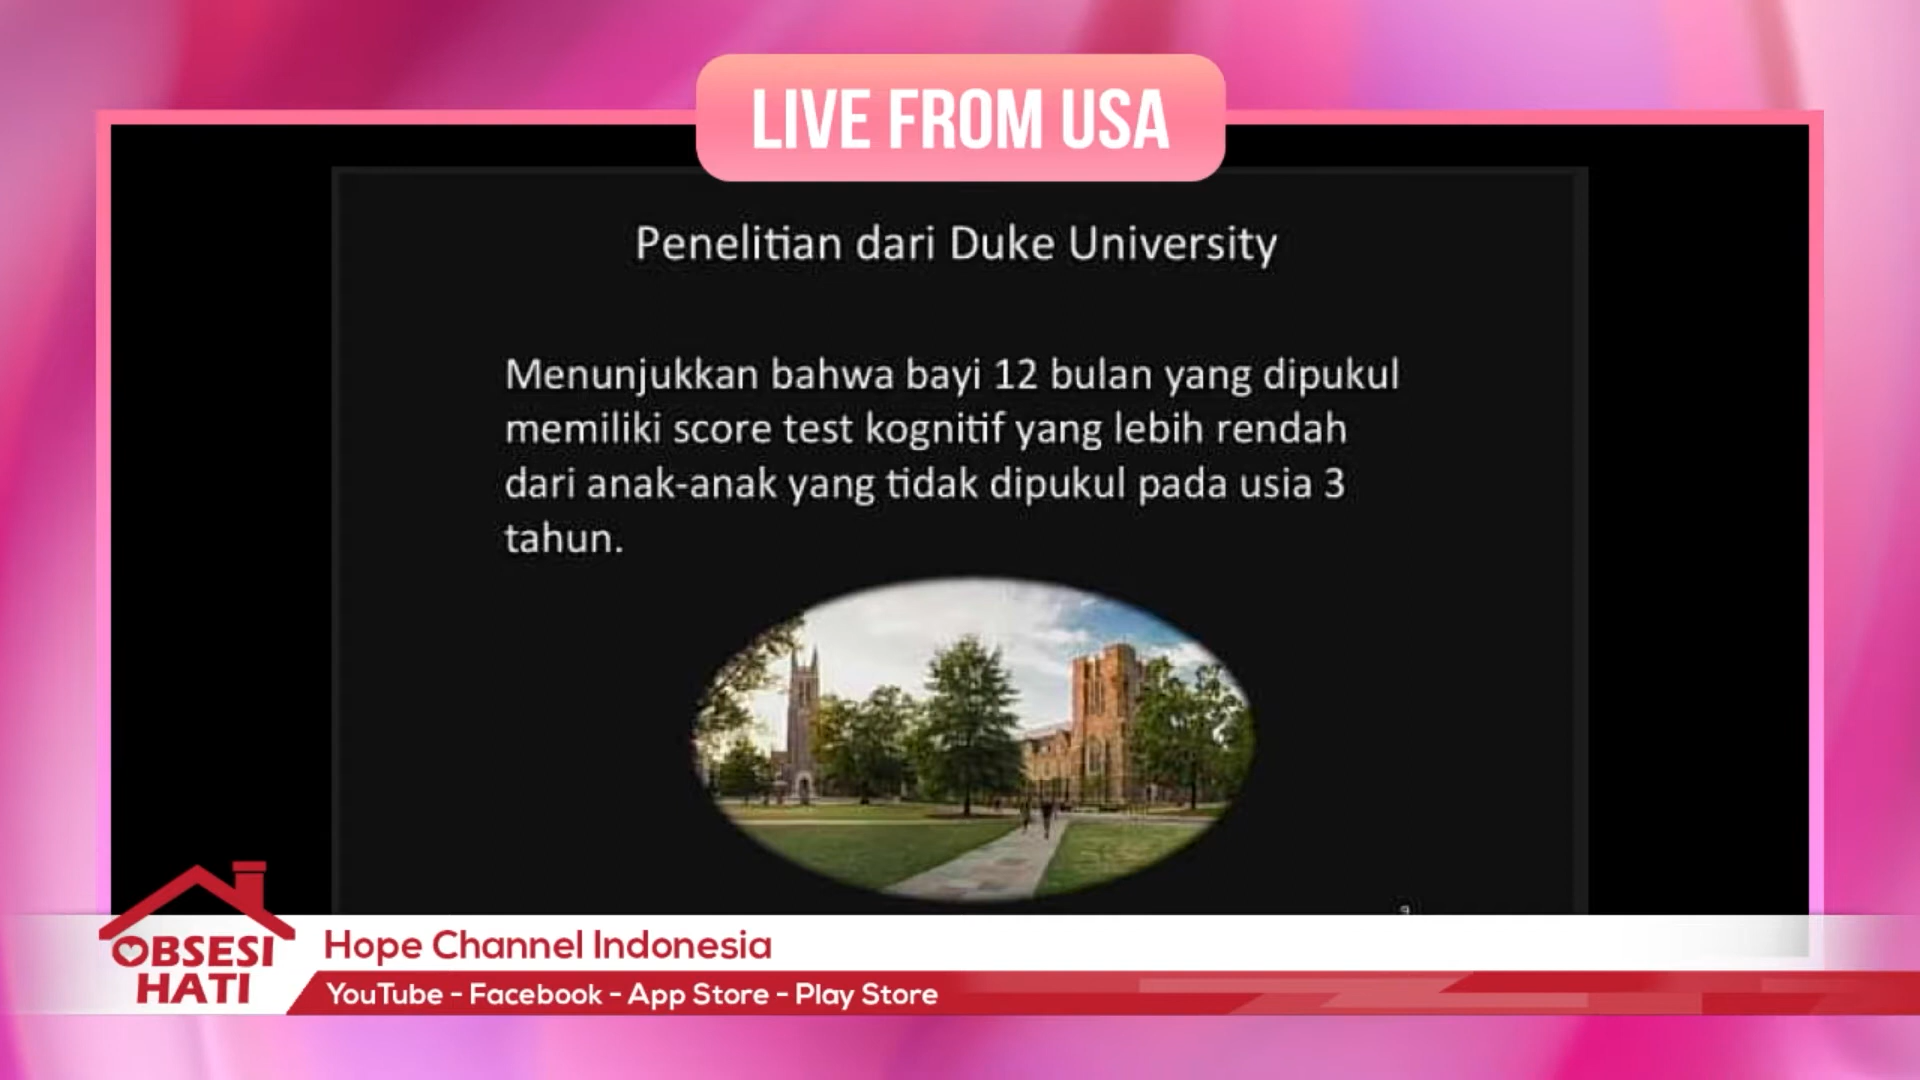 LIVE FROM USA
Penelitian dari Duke University
Menunjukkan bahwa bayi 12 bulan yang dipukul
memiliki score test kognitif yang lebih rendah
dari anak-anak yang tidak dipukul pada usia 3
tahun.
OBSESI
HATI
Hope Channel Indonesia
YouTube - Facebook - App Store - Play Store